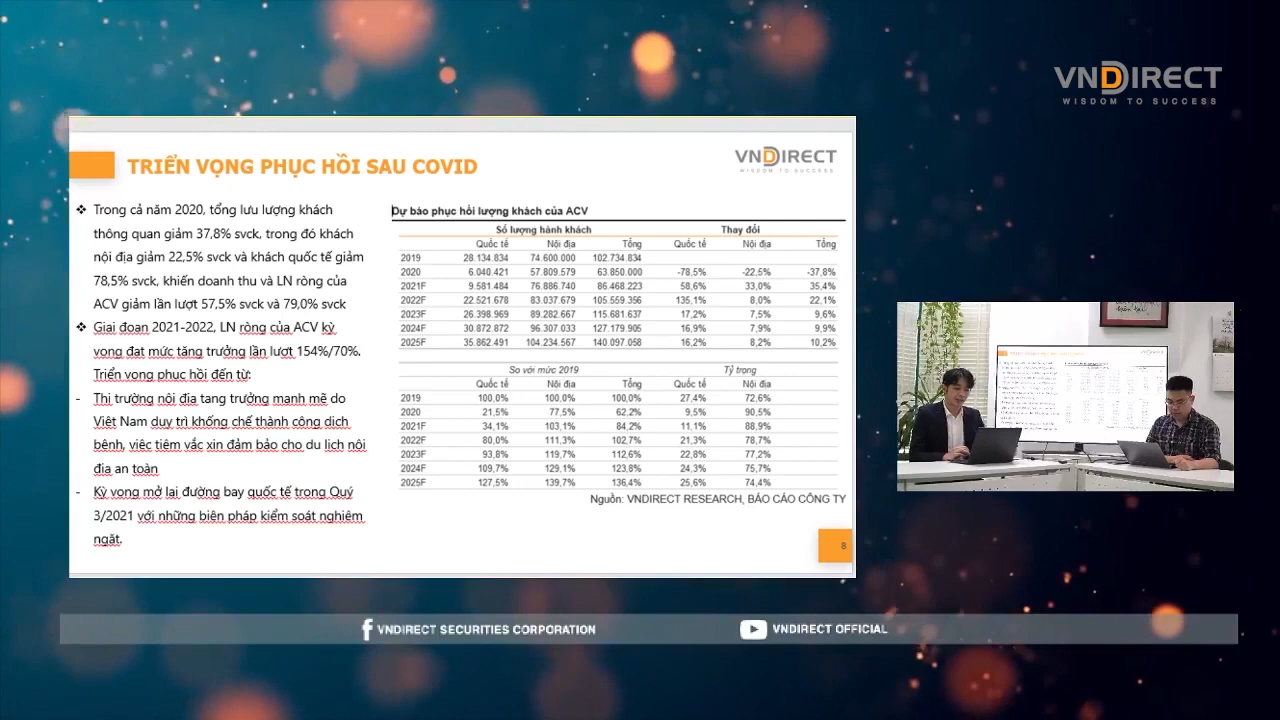 VNDIRECT
WISDOM TO SUCCESS
TRIỂN VỌNG PHỤC HỒI SAU COVID
VNDIRECT
WISDOM TO SUCCESS
❖ Trong cả năm 2020, tổng lưu lượng khách
thông quan giảm 37,8% svck, trong đó khách
nội địa giảm 22,5% svck và khách quốc tế giảm
78,5% svck, khiến doanh thu và LN ròng của
ACV giảm lần lượt 57,5% svck và 79,0% svck
❖ Giai đoạn 2021-2022, LN ròng của ACV kỳ
vọng đạt mức tăng trưởng lần lượt 154%/70%.
Triển vọng phục hồi đến từ:
- Thị trường nội địa tang trưởng mạnh mẽ do
Việt Nam duy trì khống chế thành công dịch
bệnh, việc tiêm vắc xin đảm bảo cho du lịch nội
địa an toàn
- Kỳ vọng mở lại đường bay quốc tế trong Quý
3/2021 với những biện pháp kiểm soát nghiêm
ngặt.
Dự báo phục hồi lượng khách của ACV
Số lượng hành khách Thay đổi
Quốc tế Nội địa Tổng Quốc tế Nội địa Tổng
2019 28.134.834 74.600.000 102.734.834
2020 6.040.421 57.809.579 63.850.000 -78,5% -22,5% -37,8%
2021F 9.581.484 76.886.740 86.468.223 58,6% 33,0% 35,4%
2022F 22.521.678 83.037.679 105.559.356 135,1% 8,0% 22,1%
2023F 26.398.969 89.282.667 115.681.637 17,2% 7,5% 9,6%
2024F 30.872.872 96.307.033 127.179.905 16,9% 7,9% 9,9%
2025F 35.862.491 104.234.567 140.097.058 16,2% 8,2% 10,2%
So với mức 2019 Tỷ trọng
Quốc tế Nội địa Tổng Quốc tế Nội địa
2019 100,0% 100,0% 100,0% 27,4% 72,6%
2020 21,5% 77,5% 62,2% 9,5% 90,5%
2021F 34,1% 103,1% 84,2% 11,1% 88,9%
2022F 80,0% 111,3% 102,7% 21,3% 78,7%
2023F 93,8% 119,7% 112,6% 22,8% 77,2%
2024F 109,7% 129,1% 123,8% 24,3% 75,7%
2025F 127,5% 139,7% 136,4% 25,6% 74,4%
Nguồn: VNDIRECT RESEARCH, BÁO CÁO CÔNG TY
8
VNDIRECT SECURITIES CORPORATION
VNDIRECT OFFICIAL